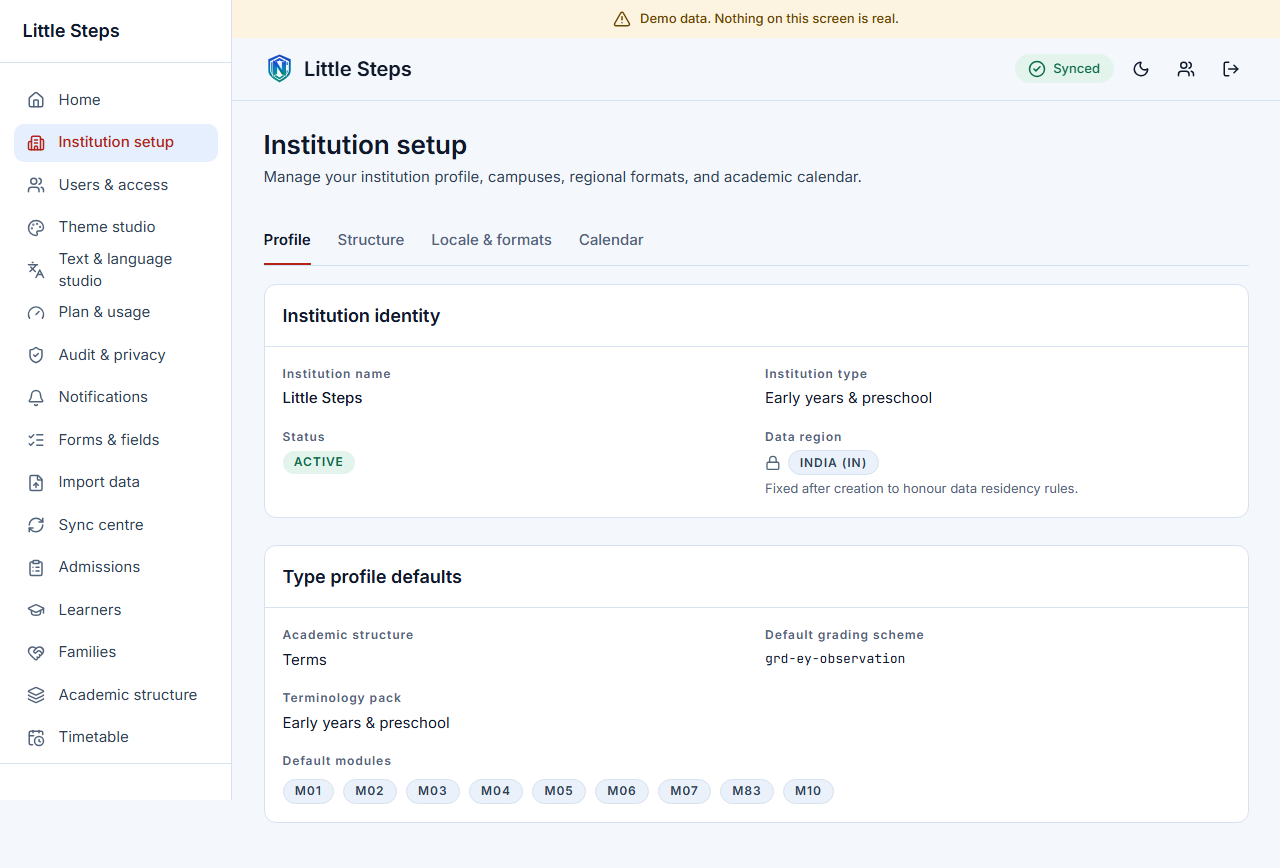 Little Steps
Home
Institution setup
Users & access
Theme studio
Text & language
studio
Plan & usage
Audit & privacy
Notifications
Forms & fields
Import data
Sync centre
Admissions
Learners
Families
Academic structure
Timetable
Demo data. Nothing on this screen is real.
Little Steps
Synced
Institution setup
Manage your institution profile, campuses, regional formats, and academic calendar.
Profile Structure Locale & formats Calendar
Institution identity
Institution name
Little Steps
Institution type
Early years & preschool
Status
ACTIVE
Data region
INDIA (IN)
Fixed after creation to honour data residency rules.
Type profile defaults
Academic structure
Terms
Default grading scheme
grd-ey-observation
Terminology pack
Early years & preschool
Default modules
M01 M02 M03 M04 M05 M06 M07 M83 M10